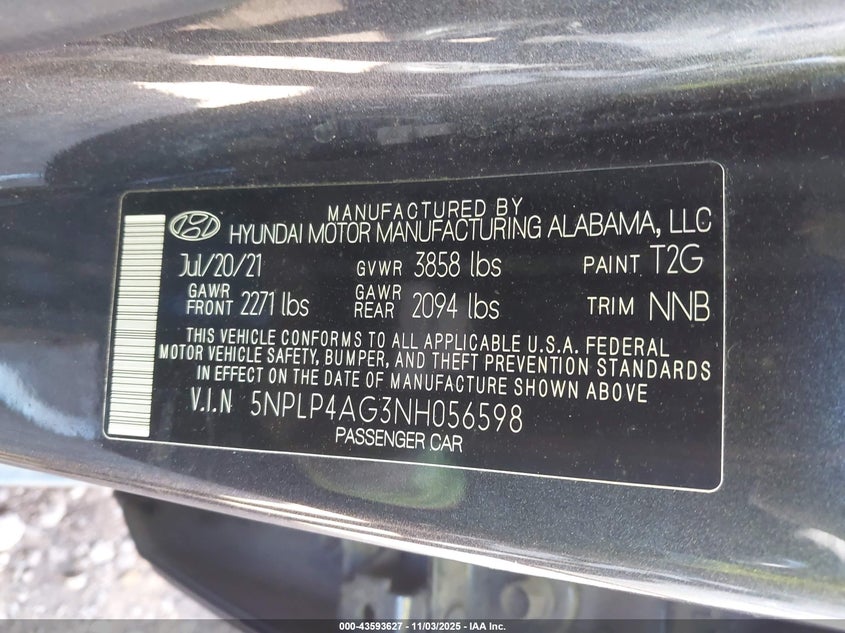 MANUFACTURED BY
HYUNDAI MOTOR MANUFACTURING ALABAMA, LLC
Jul/20/21 GVWR 3858 lbs PAINT T2G
GAWR FRONT 2271 lbs GAWR REAR 2094 lbs TRIM NNB
THIS VEHICLE CONFORMS TO ALL APPLICABLE U.S.A. FEDERAL
MOTOR VEHICLE SAFETY, BUMPER, AND THEFT PREVENTION STANDARDS
IN EFFECT ON THE DATE OF MANUFACTURE SHOWN ABOVE
V.I.N 5NPLP4AG3NH056598
PASSENGER CAR
000-43593627 - 11/03/2025 - IAA Inc.